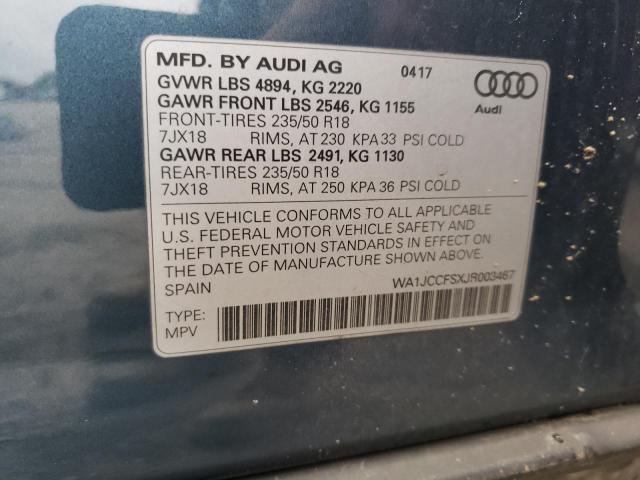 MFD. BY AUDI AG 0417
GVWR LBS 4894, KG 2220
GAWR FRONT LBS 2546, KG 1155
FRONT-TIRES 235/50 R18
7JX18 RIMS, AT 230 KPA 33 PSI COLD
GAWR REAR LBS 2491, KG 1130
REAR-TIRES 235/50 R18
7JX18 RIMS, AT 250 KPA 36 PSI COLD
Audi
THIS VEHICLE CONFORMS TO ALL APPLICABLE
U.S. FEDERAL MOTOR VEHICLE SAFETY AND
THEFT PREVENTION STANDARDS IN EFFECT ON
THE DATE OF MANUFACTURE SHOWN ABOVE.
SPAIN WA1JCCFSXJR003467
TYPE:
MPV